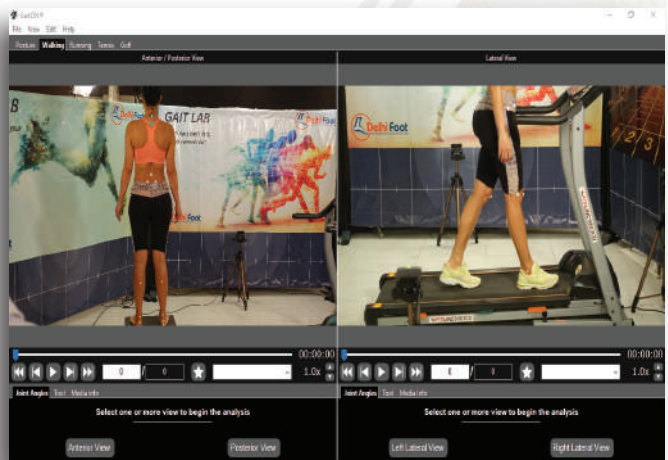 GaitON®
File View Edit Help
Posture Walking Running Tennis Golf
Anterior / Posterior View
Lateral View
B
GAIT LAB
Delhi Foot
Delhi Foot
Delhi Foot
00:00:00
00:00:00
0 / 0
1.0x
0 / 0
1.0x
Joint Angles Tool Media Info
Joint Angles Tool Media Info
Select one or more view to begin the analysis
Select one or more view to begin the analysis
Anterior View
Posterior View
Left Lateral View
Right Lateral View